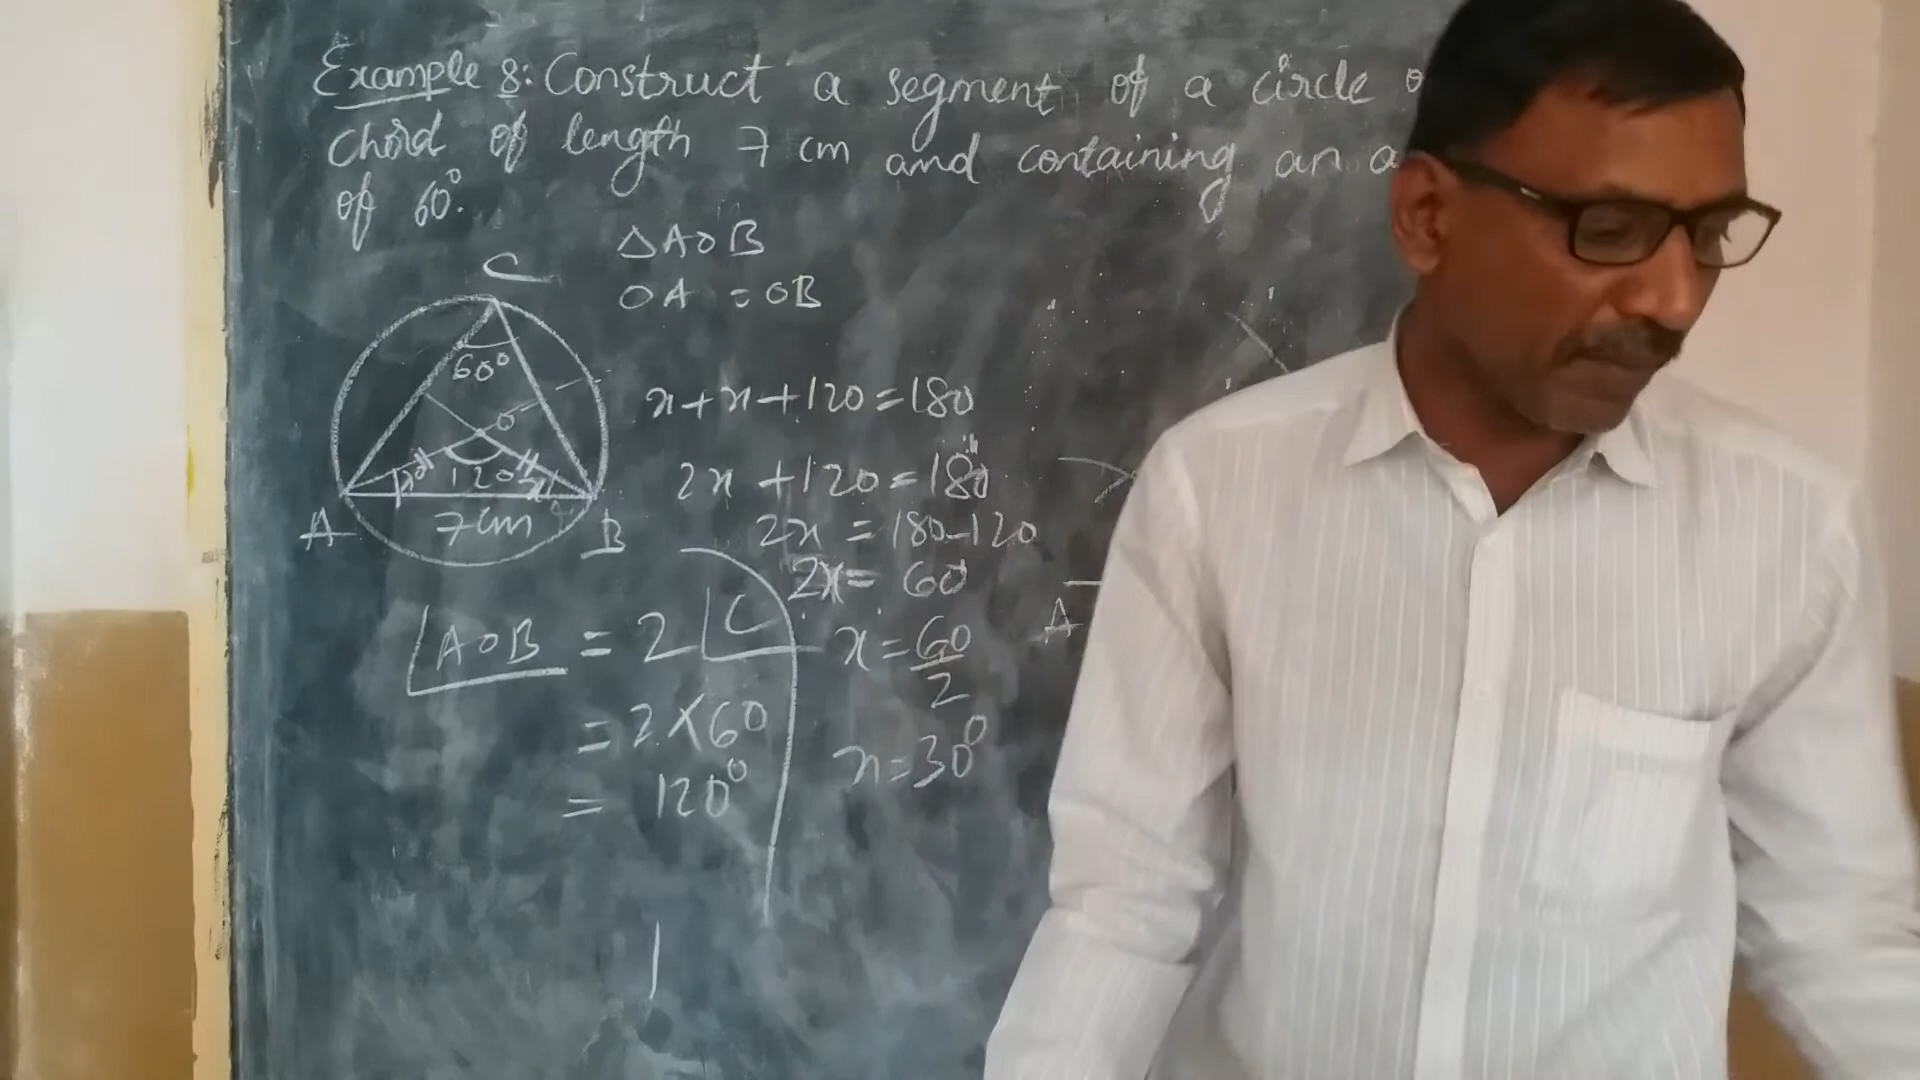 Example 8: Construct a segment of a circle
chord of length 7 cm and containing an
of 60°.
△AOB
OA = OB
C
60°
O
120
x
7cm
A
B
x+x+120=180
2x+120=180
2x=180-120
2x=60
x=60/2
x=30°
∠AOB = 2∠C
= 2×60
= 120°
A